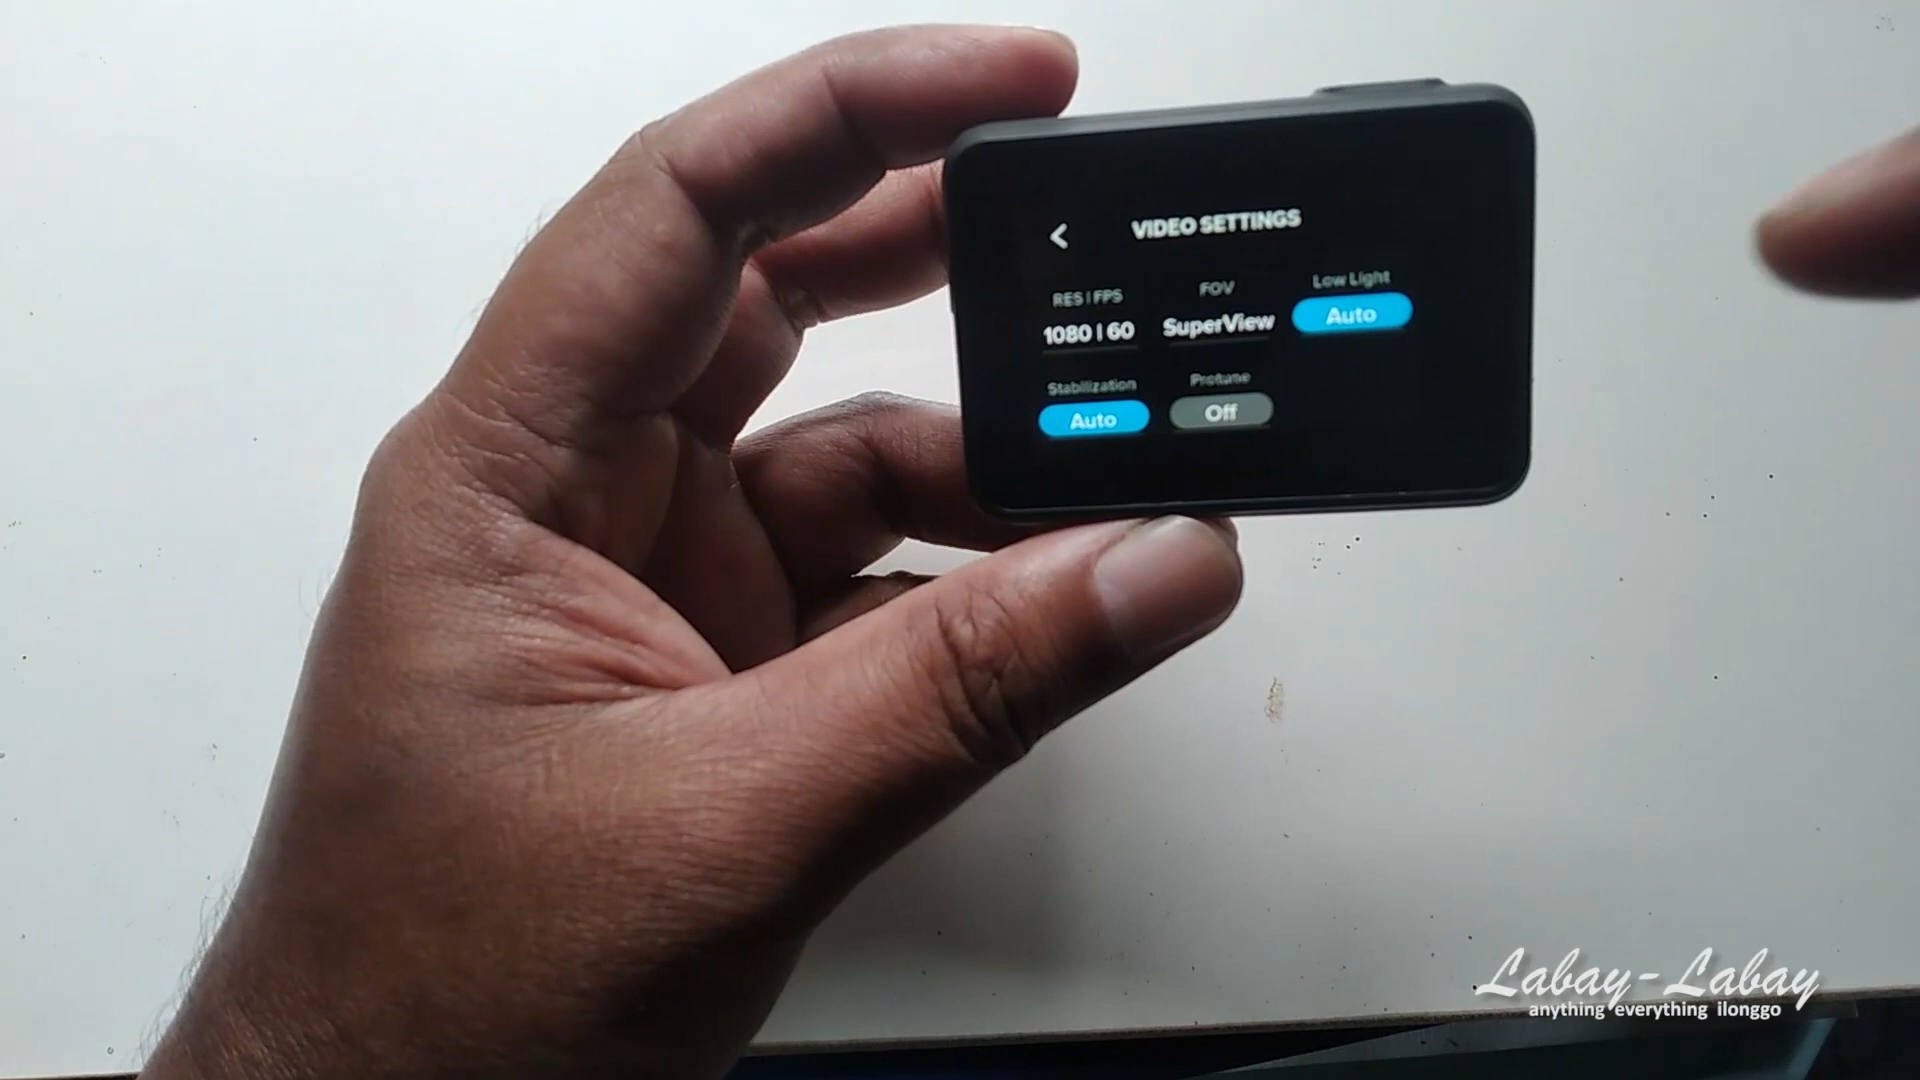 VIDEO SETTINGS
RES | FPS
FOV
Low Light
1080 | 60
SuperView
Auto
Stabilization
Protune
Auto
Off
Labay-Labay
anything everything ilonggo